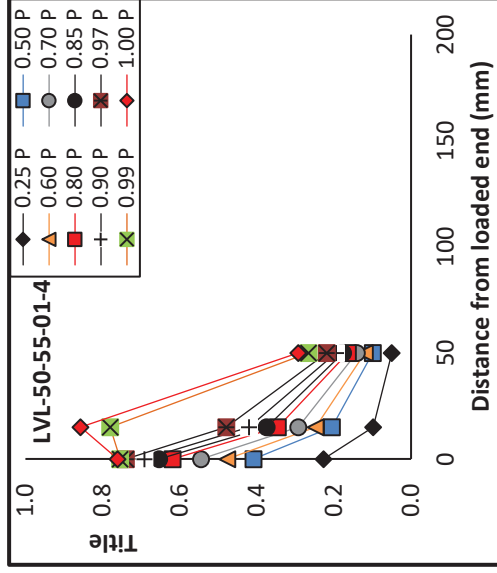 LVL-50-55-01-4
0.25 P 0.50 P
0.60 P 0.70 P
0.80 P 0.85 P
0.90 P 0.97 P
0.99 P 1.00 P
Title
1.0
0.8
0.6
0.4
0.2
0.0
0 50 100 150 200
Distance from loaded end (mm)